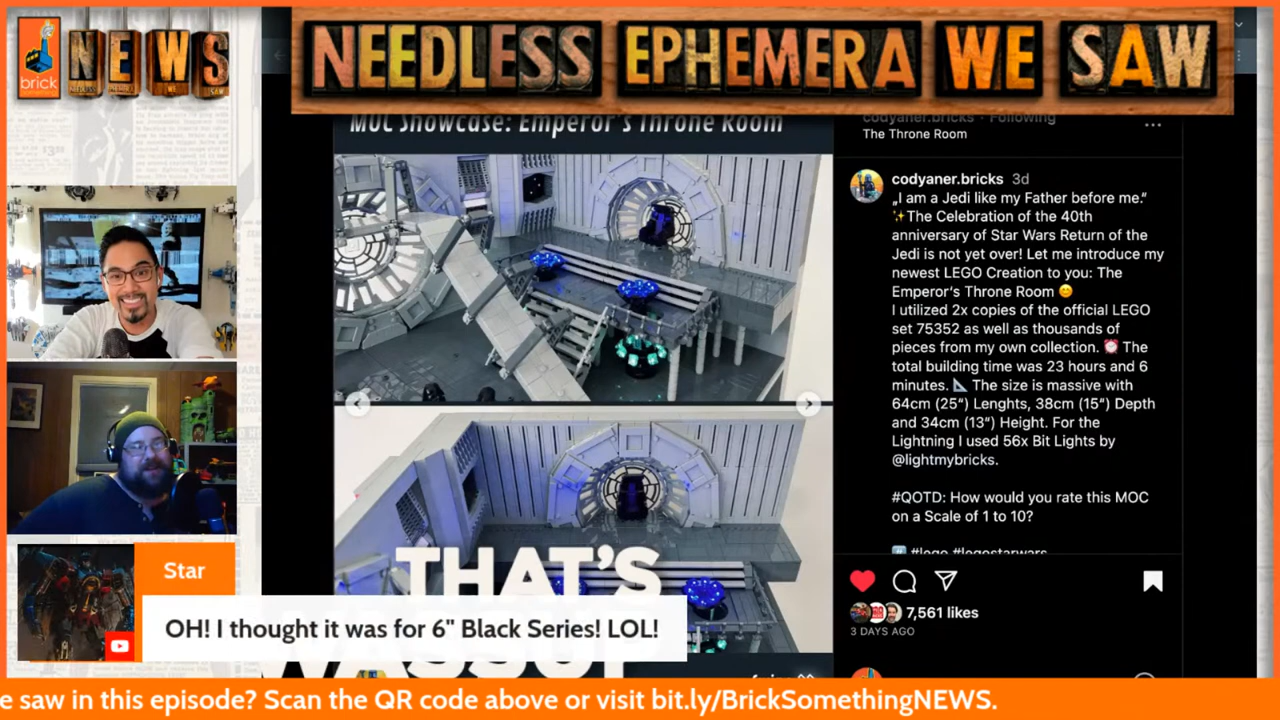 brick
NEWS
NEEDLESS EPHEMERA WE SAW
MOC Showcase: Emperor's Throne Room
codyaner.bricks • Following
The Throne Room
codyaner.bricks 3d
„I am a Jedi like my Father before me.“
✨The Celebration of the 40th
anniversary of Star Wars Return of the
Jedi is not yet over! Let me introduce my
newest LEGO Creation to you: The
Emperor‘s Throne Room 😊
I utilized 2x copies of the official LEGO
set 75352 as well as thousands of
pieces from my own collection. ⏰ The
total building time was 23 hours and 6
minutes. 📐 The size is massive with
64cm (25“) Lenghts, 38cm (15“) Depth
and 34cm (13“) Height. For the
Lightning I used 56x Bit Lights by
@lightmybricks.
#QOTD: How would you rate this MOC
on a Scale of 1 to 10?
#lego #legostarwars
7,561 likes
3 DAYS AGO
THAT'S
WASSUP
Star
OH! I thought it was for 6" Black Series! LOL!
e saw in this episode? Scan the QR code above or visit bit.ly/BrickSomethingNEWS.